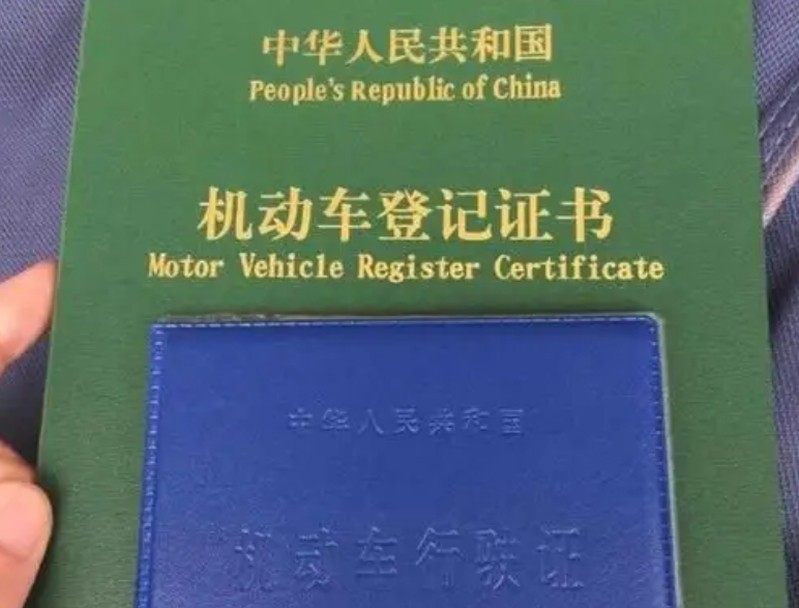 中华人民共和国
People's Republic of China
机动车登记证书
Motor Vehicle Register Certificate
中华人民共和国
机动车行驶证